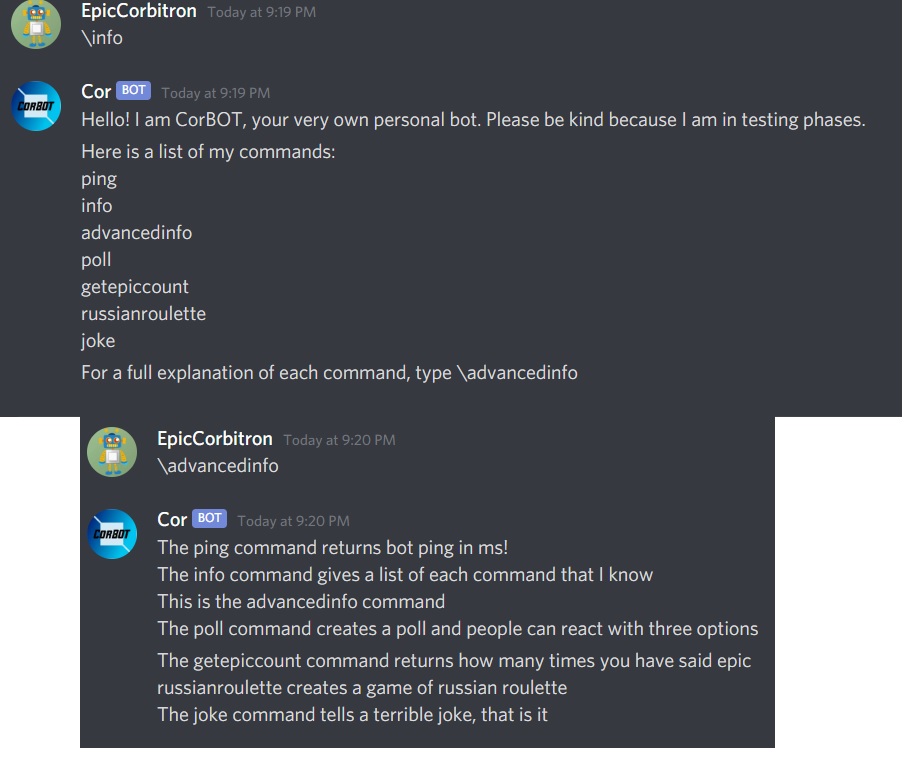 EpicCorbitron Today at 9:19 PM
\info
CORBOT
Cor BOT Today at 9:19 PM
Hello! I am CorBOT, your very own personal bot. Please be kind because I am in testing phases.
Here is a list of my commands:
ping
info
advancedinfo
poll
getepiccount
russianroulette
joke
For a full explanation of each command, type \advancedinfo
EpicCorbitron Today at 9:20 PM
\advancedinfo
CORBOT
Cor BOT Today at 9:20 PM
The ping command returns bot ping in ms!
The info command gives a list of each command that I know
This is the advancedinfo command
The poll command creates a poll and people can react with three options
The getepiccount command returns how many times you have said epic
russianroulette creates a game of russian roulette
The joke command tells a terrible joke, that is it